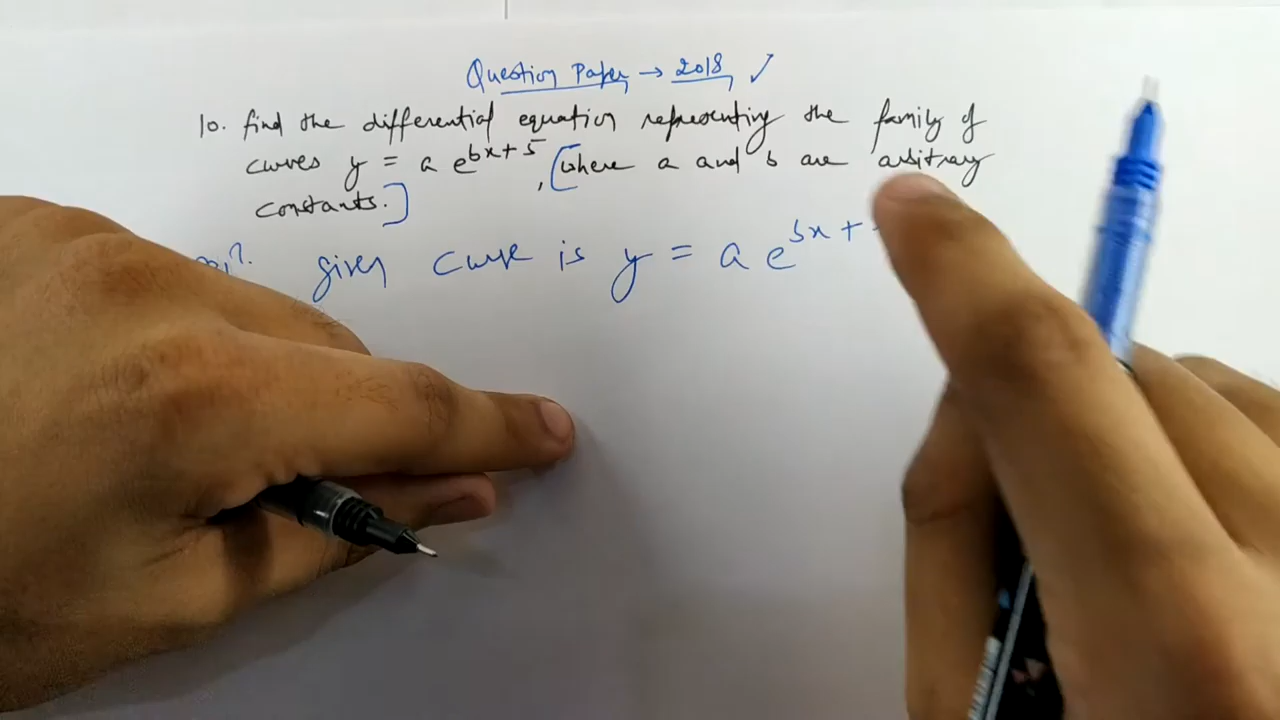 Question Paper → 2018 ✓
10. find the differential equation representing the family of
curves y = a e^{bx+5}, [where a and b are arbitrary
constants.]
given curve is y = a e^{bx+